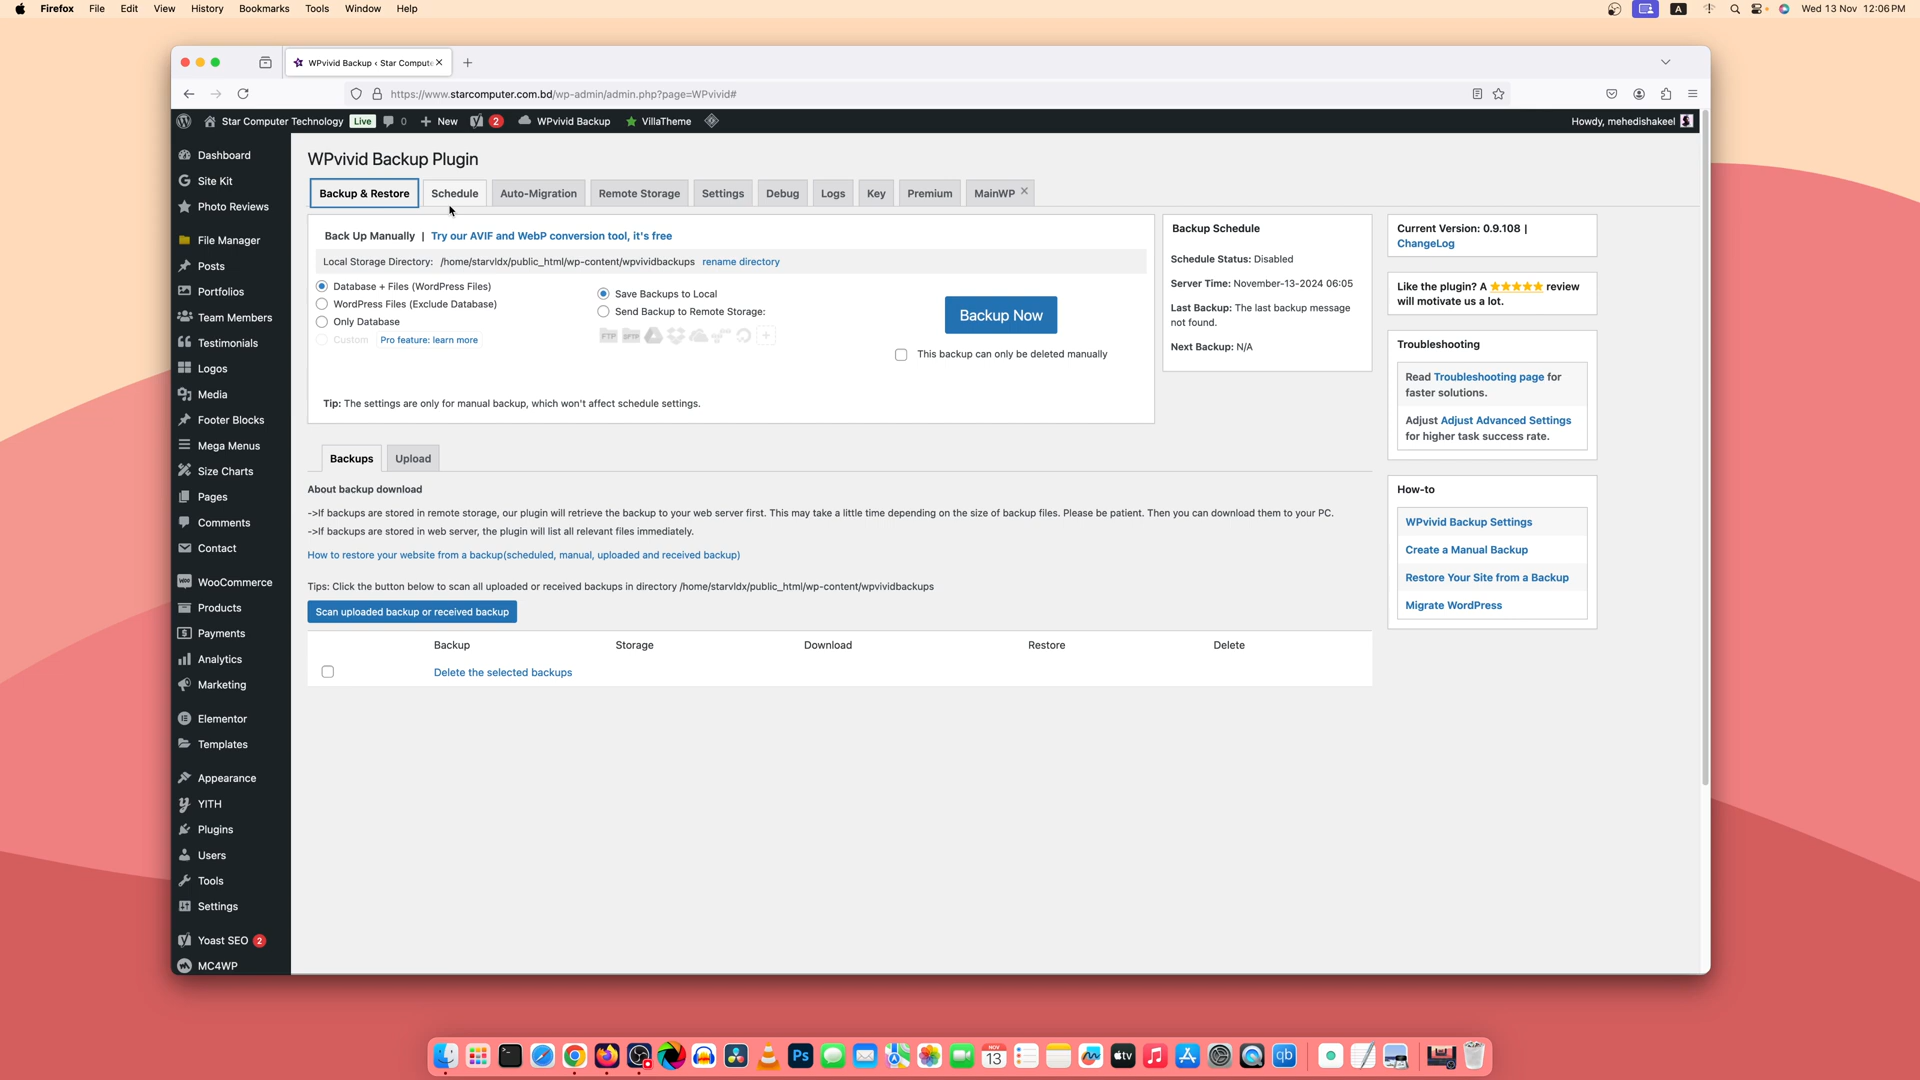 Firefox File Edit View History Bookmarks Tools Window Help
A
Wed 13 Nov 12:06 PM
WPvivid Backup ‹ Star Compute
https://www.starcomputer.com.bd/wp-admin/admin.php?page=WPvivid#
Star Computer Technology Live 0 New 2 WPvivid Backup VillaTheme
Howdy, mehedishakeel
Dashboard
Site Kit
Photo Reviews
File Manager
Posts
Portfolios
Team Members
Testimonials
Logos
Media
Footer Blocks
Mega Menus
Size Charts
Pages
Comments
Contact
WooCommerce
Products
Payments
Analytics
Marketing
Elementor
Templates
Appearance
YITH
Plugins
Users
Tools
Settings
Yoast SEO 2
MC4WP
WPvivid Backup Plugin
Backup & Restore Schedule Auto-Migration Remote Storage Settings Debug Logs Key Premium MainWP
Back Up Manually | Try our AVIF and WebP conversion tool, it's free
Local Storage Directory: /home/starvldx/public_html/wp-content/wpvividbackups rename directory
Database + Files (WordPress Files)
WordPress Files (Exclude Database)
Only Database
Custom Pro feature: learn more
Save Backups to Local
Send Backup to Remote Storage:
FTP SFTP
Backup Now
This backup can only be deleted manually
Tip: The settings are only for manual backup, which won't affect schedule settings.
Backup Schedule
Schedule Status: Disabled
Server Time: November-13-2024 06:05
Last Backup: The last backup message
not found.
Next Backup: N/A
Current Version: 0.9.108 |
ChangeLog
Like the plugin? A ⭐⭐⭐⭐⭐ review
will motivate us a lot.
Troubleshooting
Read Troubleshooting page for
faster solutions.
Adjust Adjust Advanced Settings
for higher task success rate.
How-to
WPvivid Backup Settings
Create a Manual Backup
Restore Your Site from a Backup
Migrate WordPress
Backups Upload
About backup download
->If backups are stored in remote storage, our plugin will retrieve the backup to your web server first. This may take a little time depending on the size of backup files. Please be patient. Then you can download them to your PC.
->If backups are stored in web server, the plugin will list all relevant files immediately.
How to restore your website from a backup(scheduled, manual, uploaded and received backup)
Tips: Click the button below to scan all uploaded or received backups in directory /home/starvldx/public_html/wp-content/wpvividbackups
Scan uploaded backup or received backup
Backup Storage Download Restore Delete
Delete the selected backups
Ps
NOV
13
tv
qb